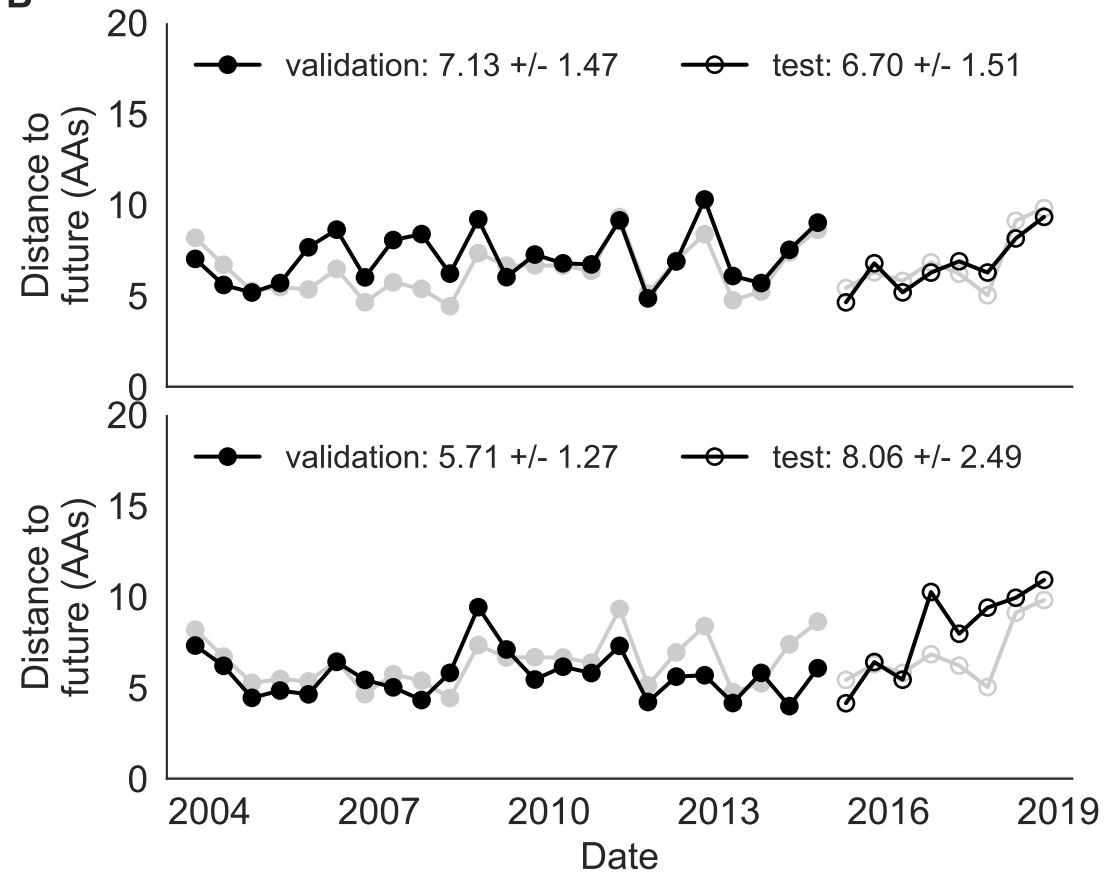 20
validation: 7.13 +/- 1.47 test: 6.70 +/- 1.51
15
10
5
0
Distance to
future (AAs)
20
validation: 5.71 +/- 1.27 test: 8.06 +/- 2.49
15
10
5
0
Distance to
future (AAs)
2004 2007 2010 2013 2016 2019
Date